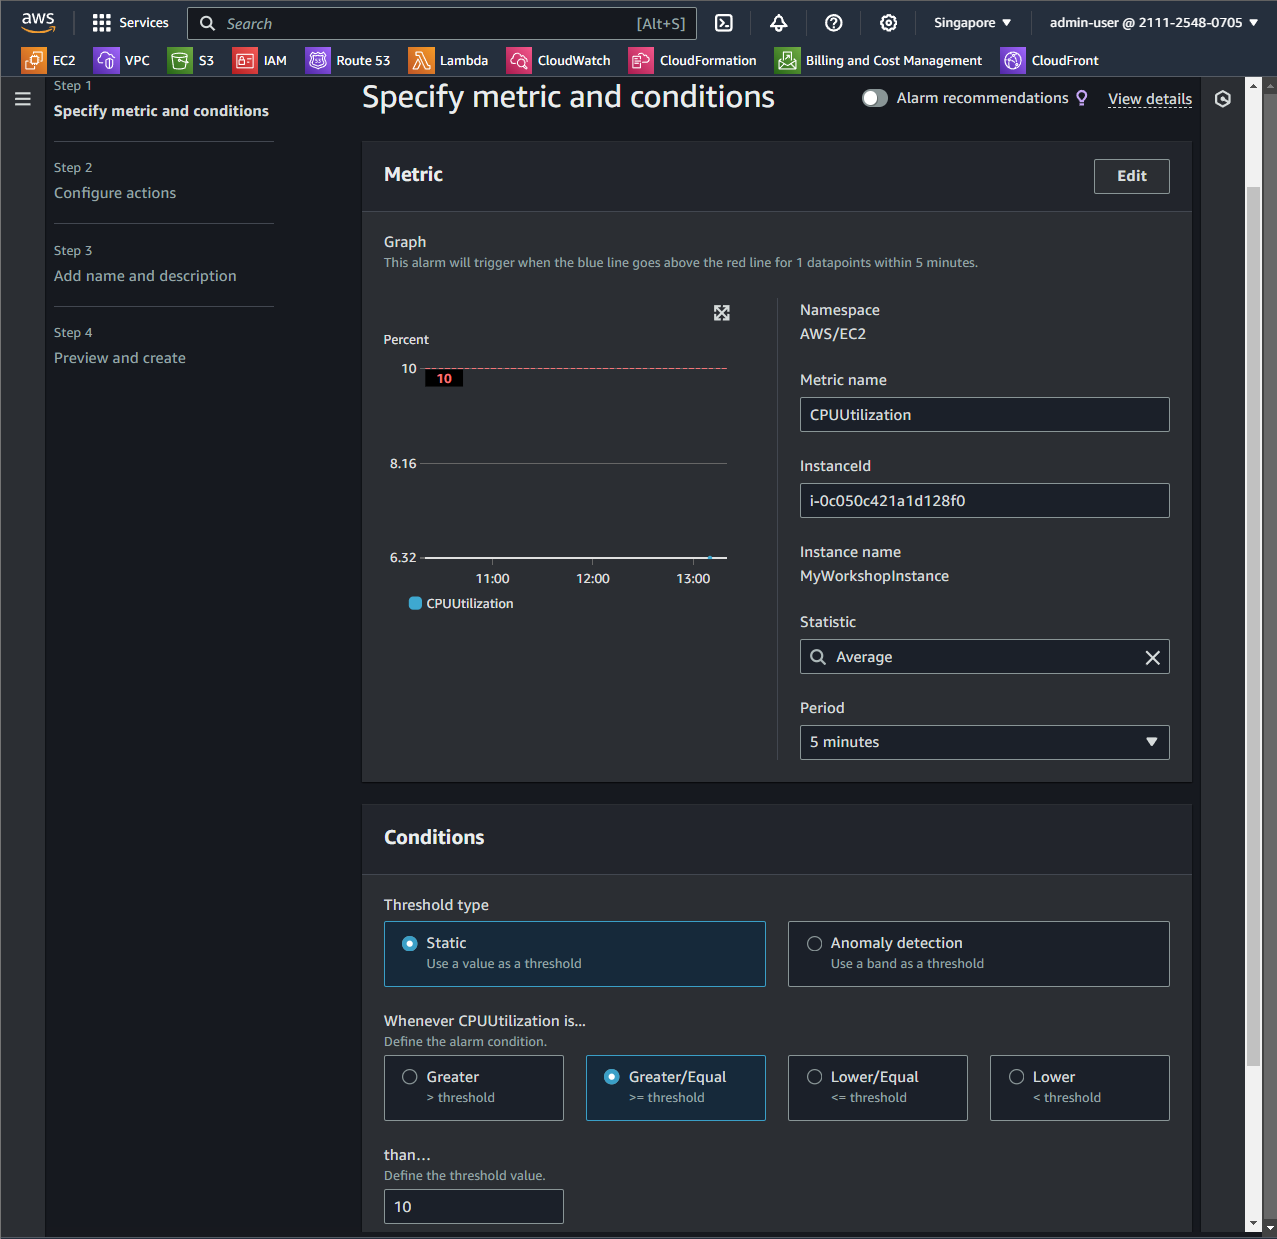 aws
Services
Search
[Alt+S]
Singapore
admin-user @ 2111-2548-0705
EC2
VPC
S3
IAM
Route 53
Lambda
CloudWatch
CloudFormation
Billing and Cost Management
CloudFront
Step 1
Specify metric and conditions
Step 2
Configure actions
Step 3
Add name and description
Step 4
Preview and create
Specify metric and conditions
Alarm recommendations
View details
Metric
Edit
Graph
This alarm will trigger when the blue line goes above the red line for 1 datapoints within 5 minutes.
Percent
10
10
8.16
6.32
11:00
12:00
13:00
CPUUtilization
Namespace
AWS/EC2
Metric name
CPUUtilization
InstanceId
i-0c050c421a1d128f0
Instance name
MyWorkshopInstance
Statistic
Average
Period
5 minutes
Conditions
Threshold type
Static
Use a value as a threshold
Anomaly detection
Use a band as a threshold
Whenever CPUUtilization is...
Define the alarm condition.
Greater
> threshold
Greater/Equal
>= threshold
Lower/Equal
<= threshold
Lower
< threshold
than...
Define the threshold value.
10